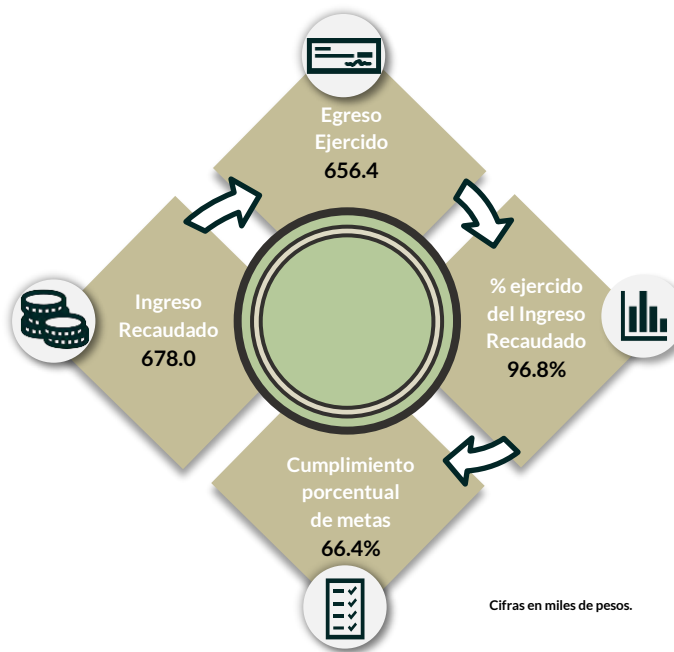 Egreso
Ejercido
656.4
Ingreso
Recaudado
678.0
% ejercido
del Ingreso
Recaudado
96.8%
Cumplimiento
porcentual
de metas
66.4%
Cifras en miles de pesos.